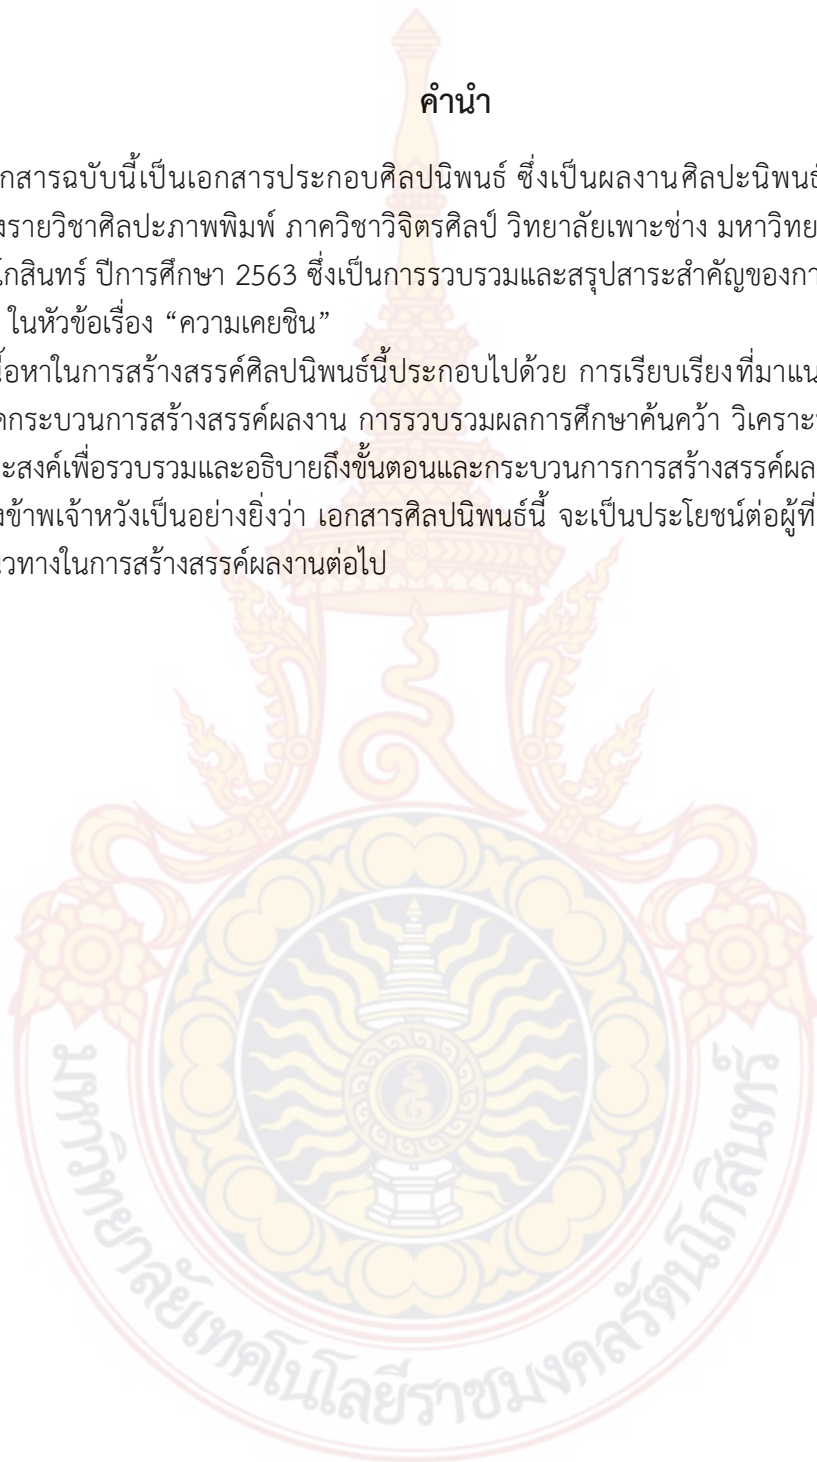 คำนำ
กสารฉบับนี้เป็นเอกสารประกอบศิลปนิพนธ์ ซึ่งเป็นผลงานศิลปะนิพนธ์
งรายวิชาศิลปะภาพพิมพ์ ภาควิชาวิจิตรศิลป์ วิทยาลัยเพาะช่าง มหาวิทย
โกสินทร์ ปีการศึกษา 2563 ซึ่งเป็นการรวบรวมและสรุปสาระสำคัญของกา
ในหัวข้อเรื่อง “ความเคยชิน”
นื้อหาในการสร้างสรรค์ศิลปนิพนธ์นี้ประกอบไปด้วย การเรียบเรียงที่มาแน
คกระบวนการสร้างสรรค์ผลงาน การรวบรวมผลการศึกษาค้นคว้า วิเคราะ
ะสงค์เพื่อรวบรวมและอธิบายถึงขั้นตอนและกระบวนการการสร้างสรรค์ผล
งข้าพเจ้าหวังเป็นอย่างยิ่งว่า เอกสารศิลปนิพนธ์นี้ จะเป็นประโยชน์ต่อผู้ที่
นวทางในการสร้างสรรค์ผลงานต่อไป
มหาวิทยาลัยเทคโนโลยีราชมงคลรัตนโกสินทร์